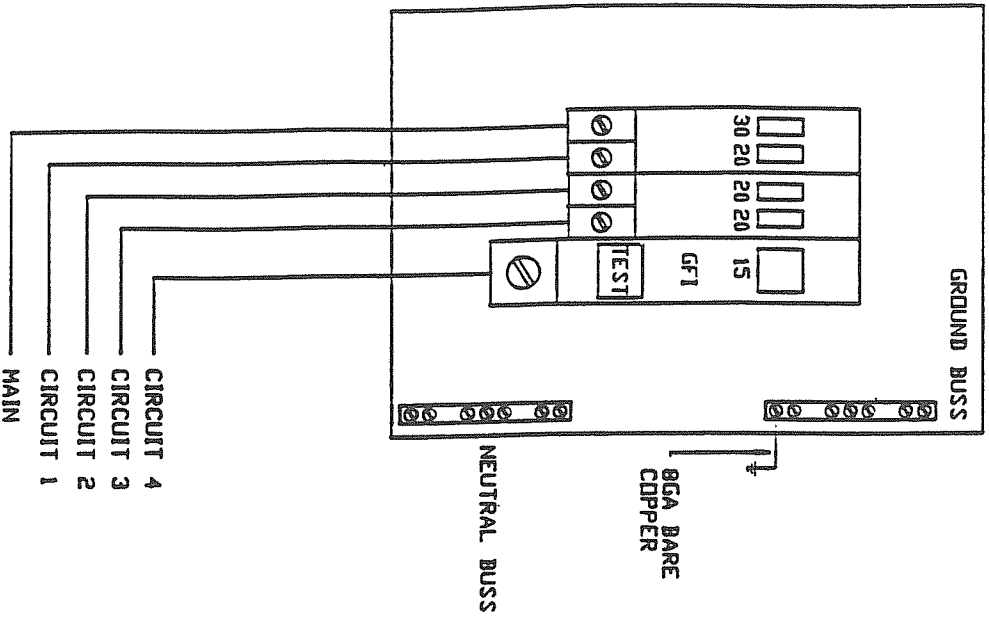 GROUND BUSS
30 20 20 20 15
GFI
8GA BARE
COPPER
TEST
NEUTRAL BUSS
CIRCUIT 4
CIRCUIT 3
CIRCUIT 2
CIRCUIT 1
MAIN